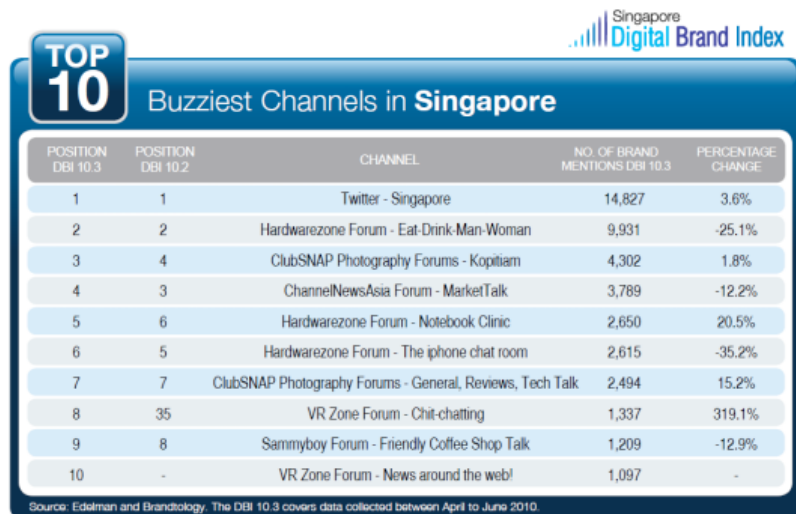 Singapore
Digital Brand Index
TOP
10
Buzziest Channels in Singapore
POSITION DBI 10.3 POSITION DBI 10.2 CHANNEL NO. OF BRAND MENTIONS DBI 10.3 PERCENTAGE CHANGE
1 1 Twitter - Singapore 14,827 3.6%
2 2 Hardwarezone Forum - Eat-Drink-Man-Woman 9,931 -25.1%
3 4 ClubSNAP Photography Forums - Kopitiam 4,302 1.8%
4 3 ChannelNewsAsia Forum - MarketTalk 3,789 -12.2%
5 6 Hardwarezone Forum - Notebook Clinic 2,650 20.5%
6 5 Hardwarezone Forum - The iphone chat room 2,615 -35.2%
7 7 ClubSNAP Photography Forums - General, Reviews, Tech Talk 2,494 15.2%
8 35 VR Zone Forum - Chit-chatting 1,337 319.1%
9 8 Sammyboy Forum - Friendly Coffee Shop Talk 1,209 -12.9%
10 - VR Zone Forum - News around the web! 1,097 -
Source: Edelman and Brandtology. The DBI 10.3 covers data collected between April to June 2010.